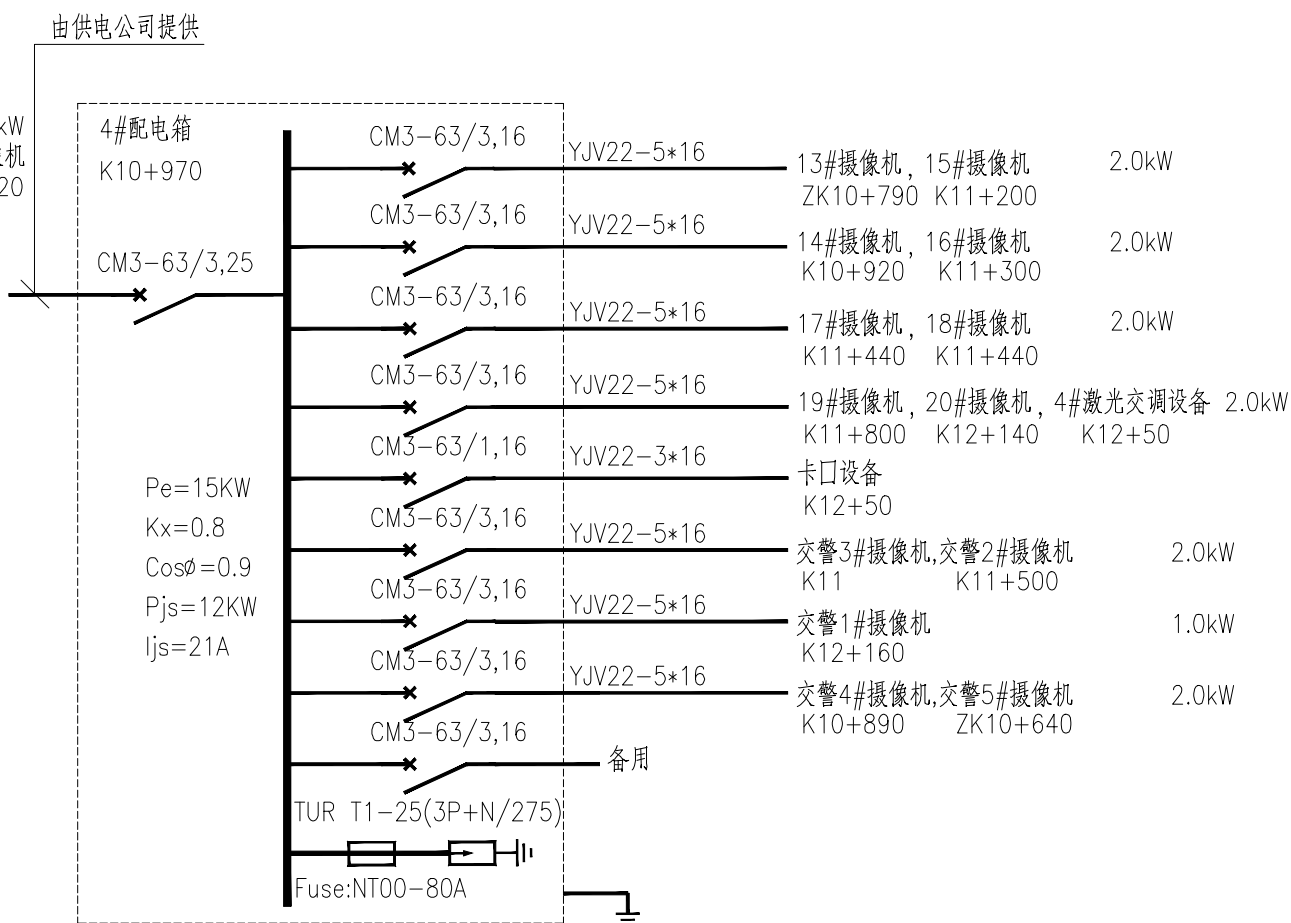 由供电公司提供
kW
机
20
4#配电箱
K10+970
CM3-63/3,25
Pe=15KW
Kx=0.8
Cosø=0.9
Pjs=12KW
Ijs=21A
CM3-63/3,16
YJV22-5*16
13#摄像机, 15#摄像机 2.0kW
ZK10+790 K11+200
CM3-63/3,16
YJV22-5*16
14#摄像机, 16#摄像机 2.0kW
K10+920 K11+300
CM3-63/3,16
YJV22-5*16
17#摄像机, 18#摄像机 2.0kW
K11+440 K11+440
CM3-63/3,16
YJV22-5*16
19#摄像机, 20#摄像机, 4#激光交调设备 2.0kW
K11+800 K12+140 K12+50
CM3-63/1,16
YJV22-3*16
卡口设备
K12+50
CM3-63/3,16
YJV22-5*16
交警3#摄像机,交警2#摄像机 2.0kW
K11 K11+500
CM3-63/3,16
YJV22-5*16
交警1#摄像机 1.0kW
K12+160
CM3-63/3,16
YJV22-5*16
交警4#摄像机,交警5#摄像机 2.0kW
K10+890 ZK10+640
CM3-63/3,16
备用
TUR T1-25(3P+N/275)
Fuse:NT00-80A